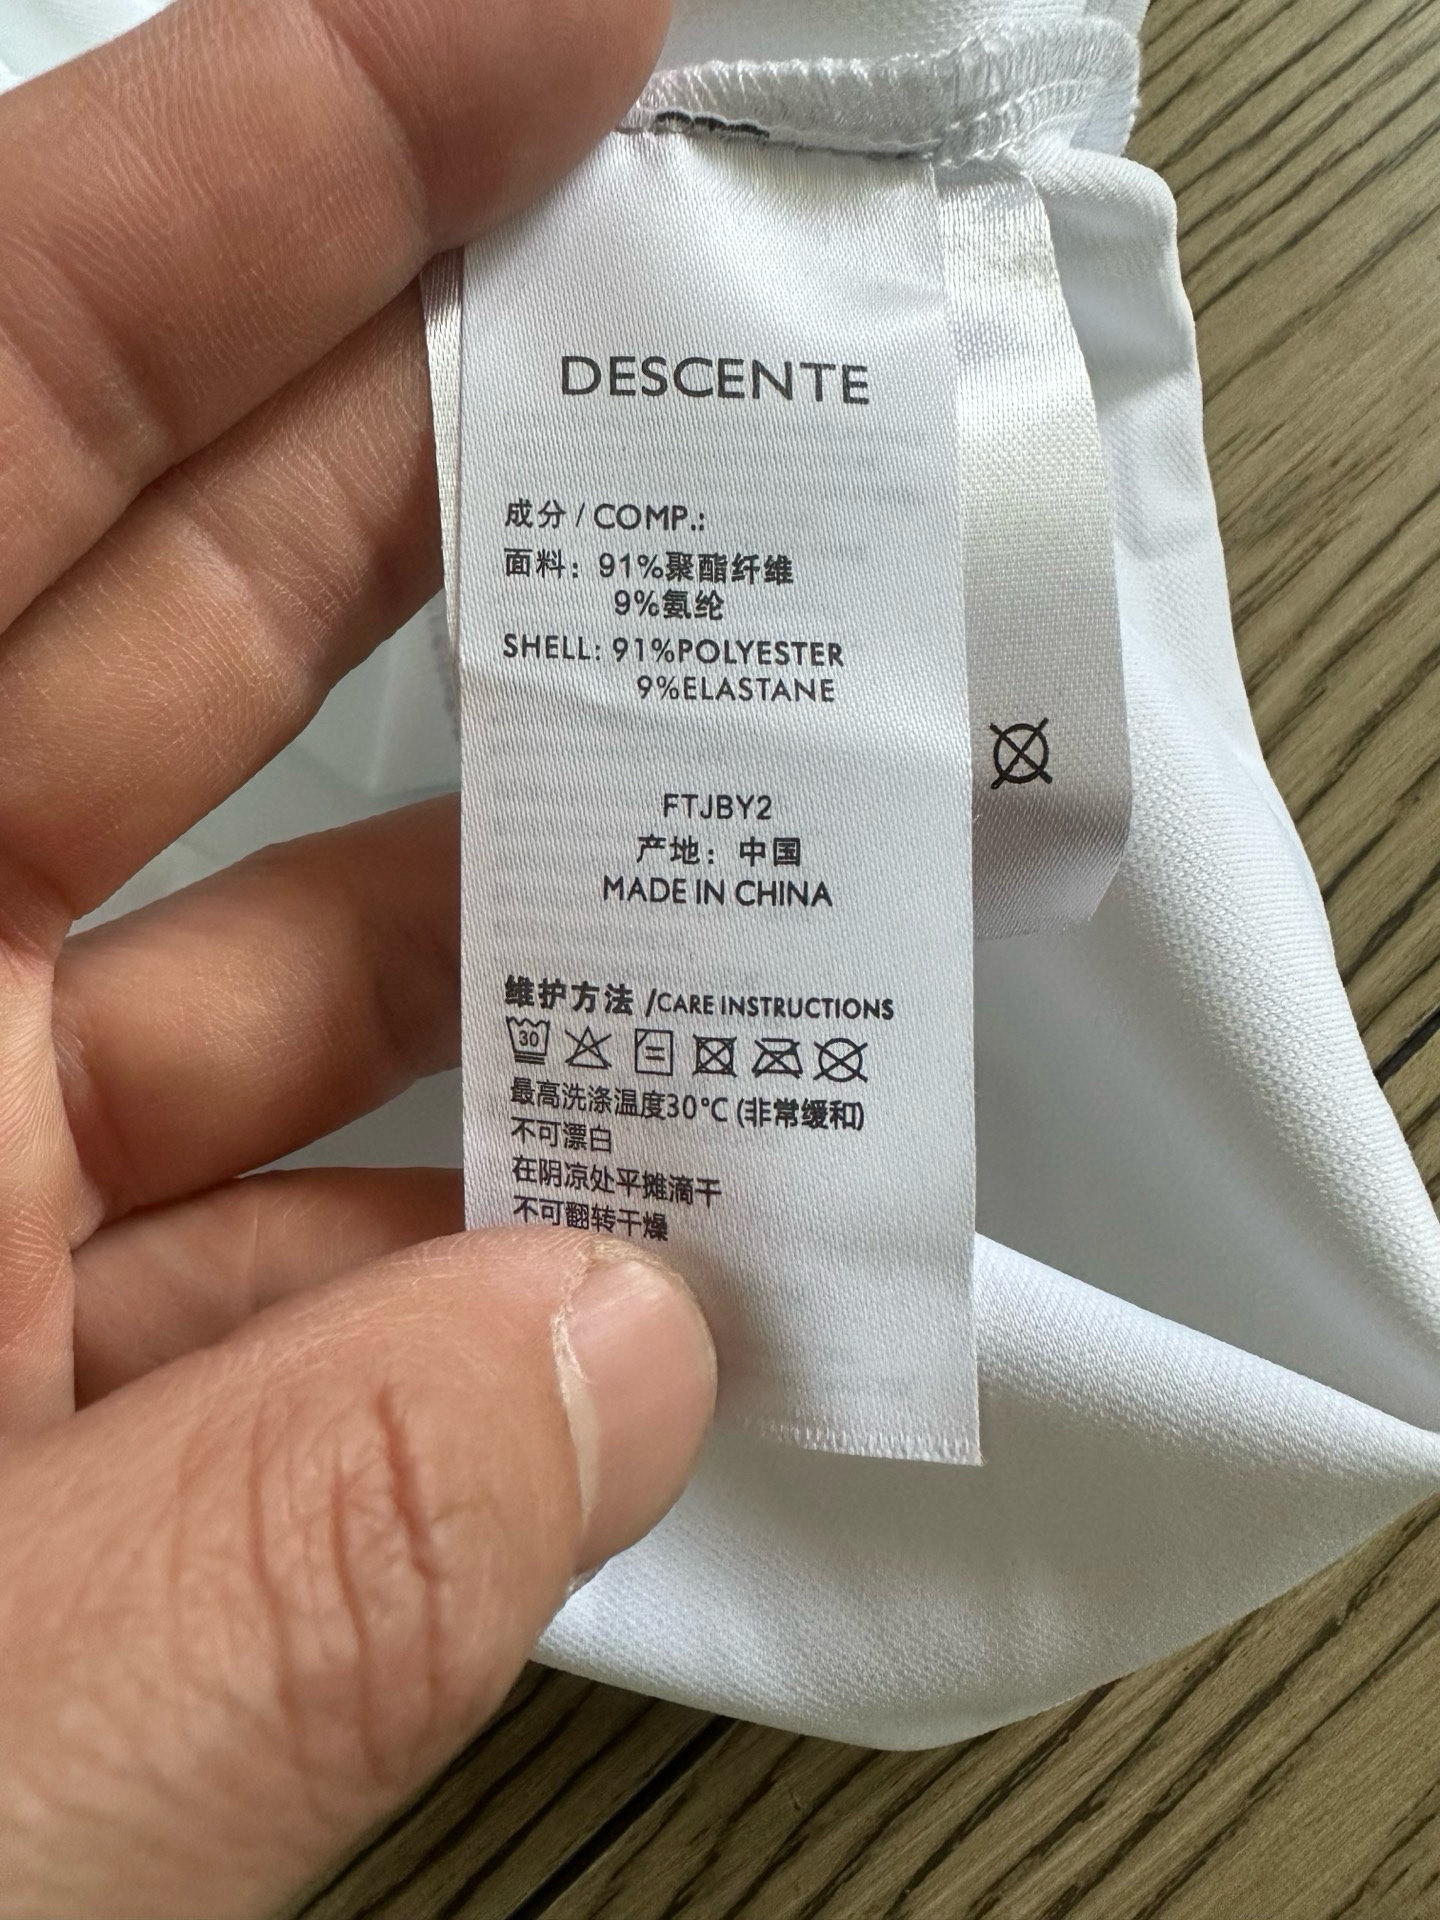 DESCENTE
成分 / COMP.:
面料：91%聚酯纤维
9%氨纶
SHELL: 91%POLYESTER
9%ELASTANE
FTJBY2
产地：中国
MADE IN CHINA
维护方法 /CARE INSTRUCTIONS
30
最高洗涤温度30°C (非常缓和)
不可漂白
在阴凉处平摊滴干
不可翻转干燥